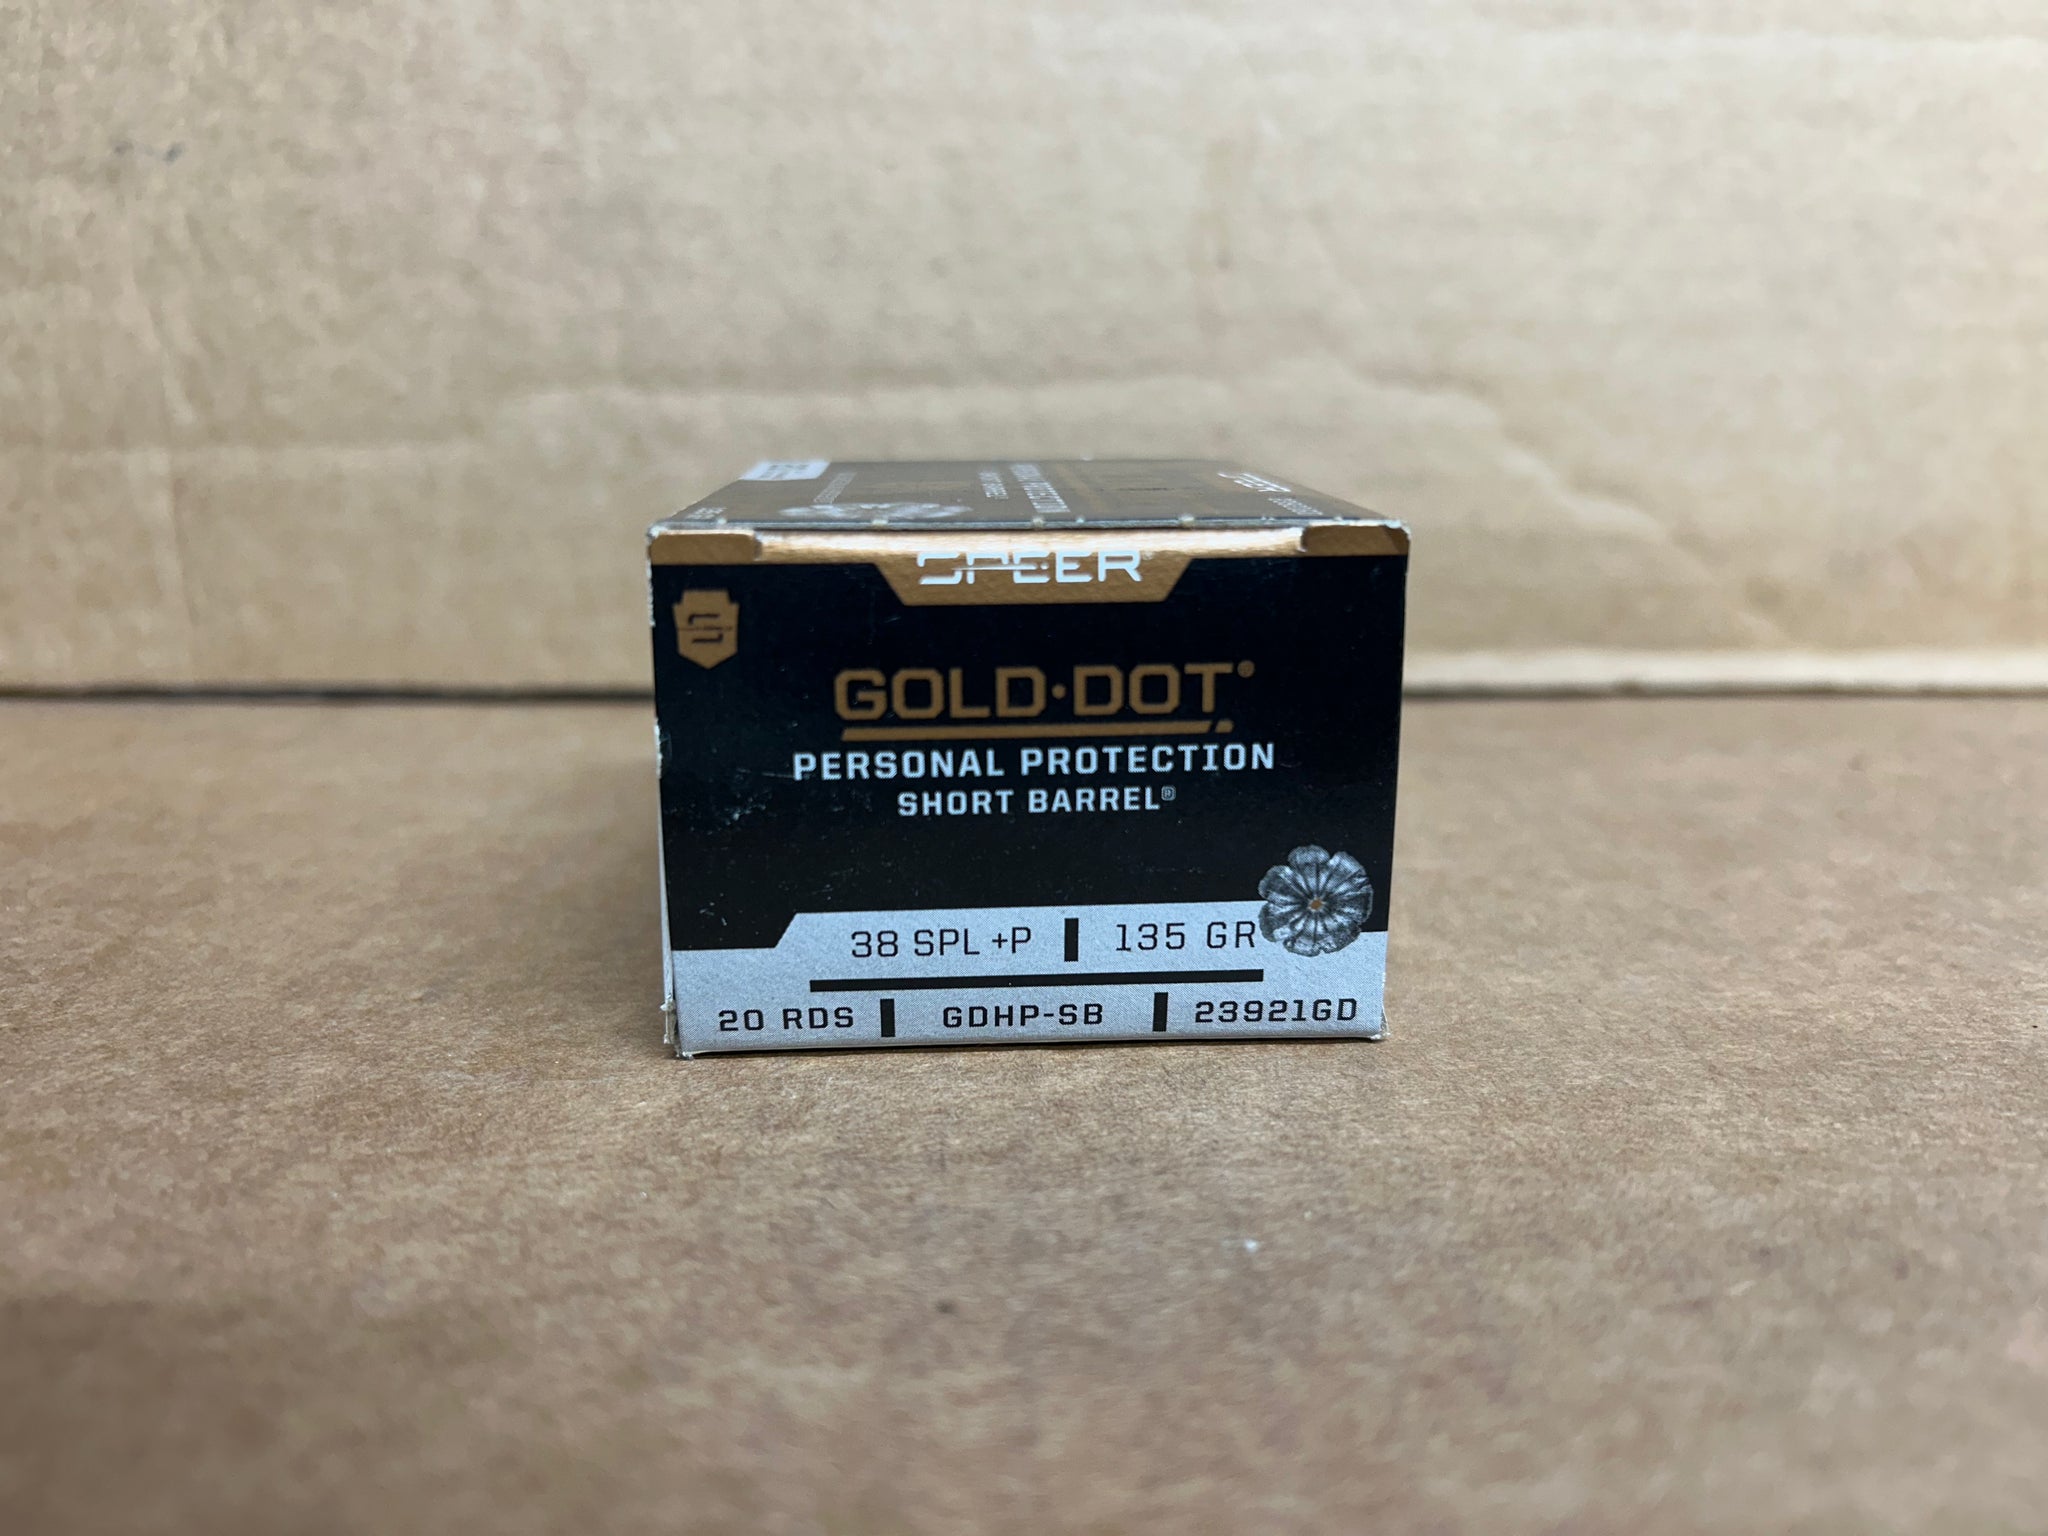 SPEER
GOLD·DOT®
PERSONAL PROTECTION
SHORT BARREL®
38 SPL +P | 135 GR
20 RDS | GDHP-SB | 23921GD